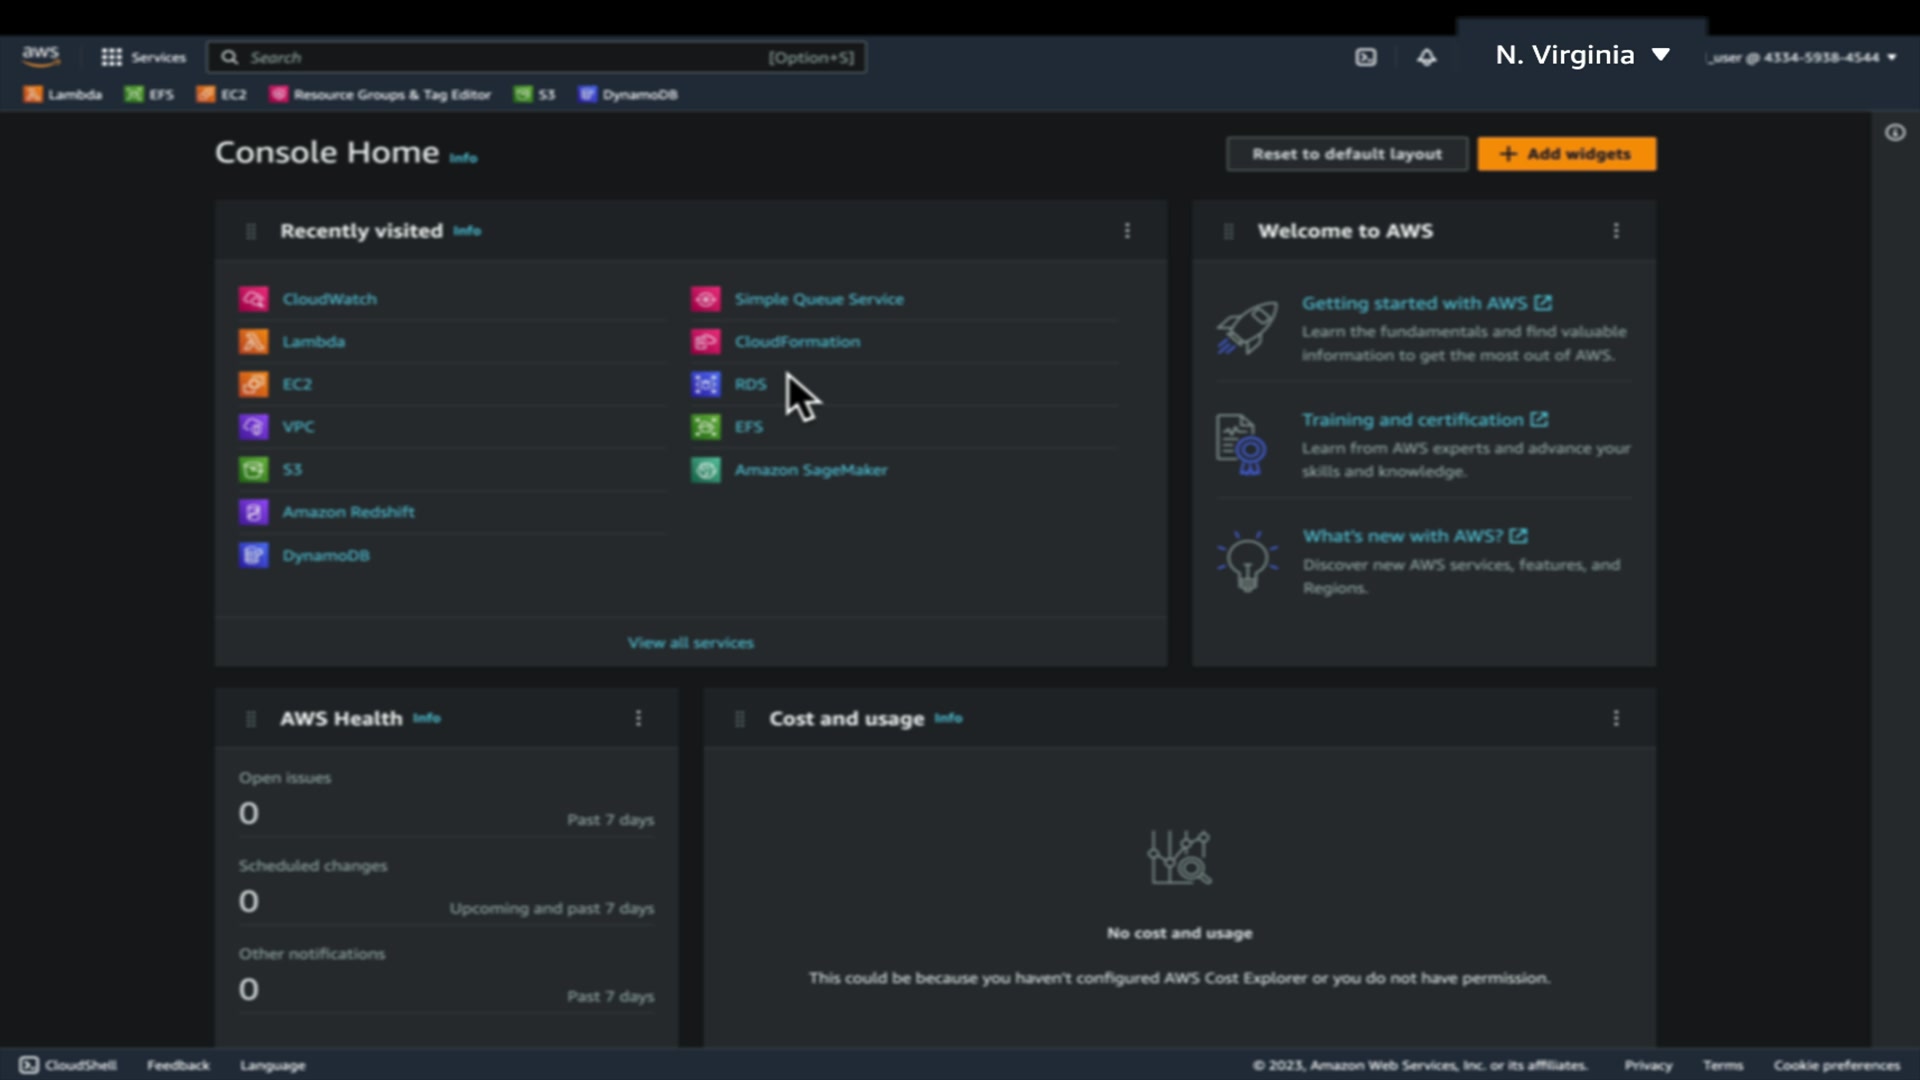 aws Services Search [Option+S] N. Virginia _user @ 4334-5938-4544
Lambda EFS EC2 Resource Groups & Tag Editor S3 DynamoDB
Console Home Info Reset to default layout Add widgets
Recently visited Info
CloudWatch
Lambda
EC2
VPC
S3
Amazon Redshift
DynamoDB
Simple Queue Service
CloudFormation
RDS
EFS
Amazon SageMaker
View all services
Welcome to AWS
Getting started with AWS
Learn the fundamentals and find valuable
information to get the most out of AWS.
Training and certification
Learn from AWS experts and advance your
skills and knowledge.
What's new with AWS?
Discover new AWS services, features, and
Regions.
AWS Health Info
Open issues
0 Past 7 days
Scheduled changes
0 Upcoming and past 7 days
Other notifications
0 Past 7 days
Cost and usage Info
No cost and usage
This could be because you haven't configured AWS Cost Explorer or you do not have permission.
CloudShell Feedback Language © 2023, Amazon Web Services, Inc. or its affiliates. Privacy Terms Cookie preferences